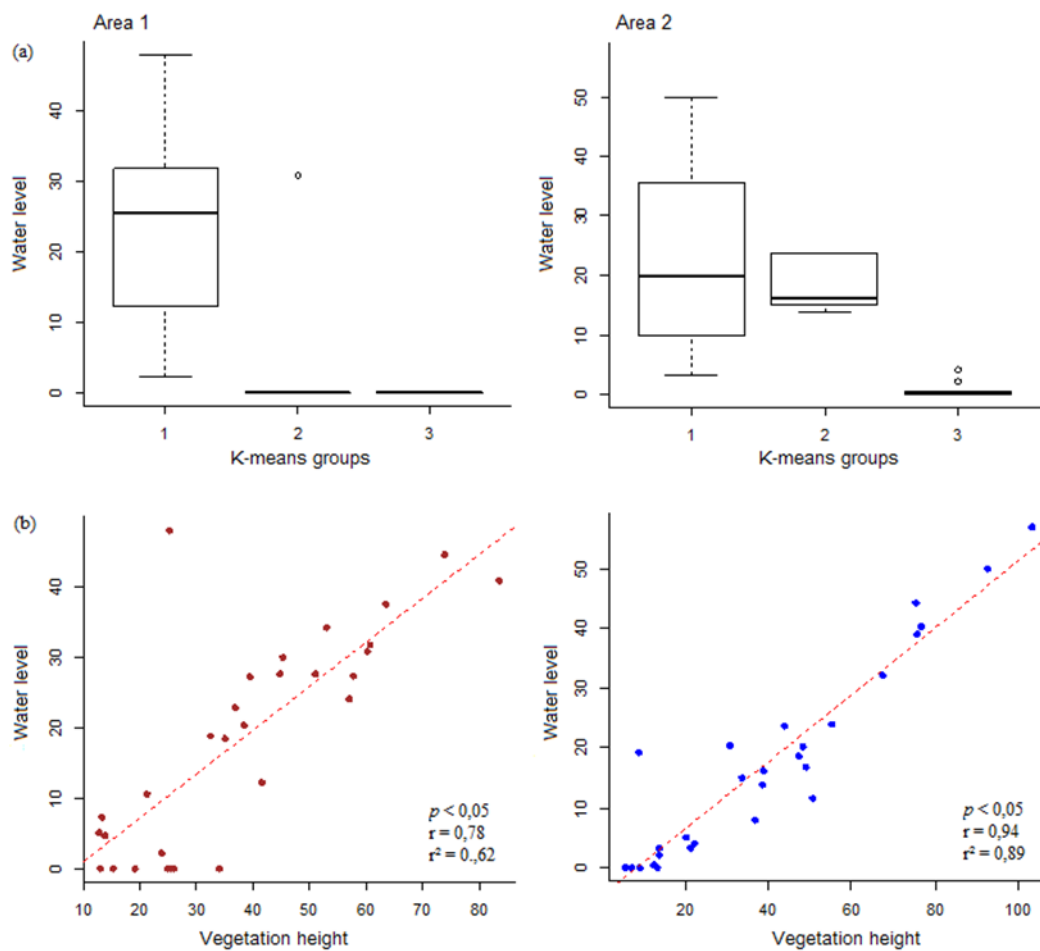 Area 1
Area 2
(a)
Water level
0 10 20 30 40
1 2 3
K-means groups
Water level
0 10 20 30 40 50
1 2 3
K-means groups
(b)
Water level
0 10 20 30 40
10 20 30 40 50 60 70 80
Vegetation height
p < 0,05
r = 0,78
r² = 0.,62
Water level
0 10 20 30 40 50
20 40 60 80 100
Vegetation height
p < 0,05
r = 0,94
r² = 0,89